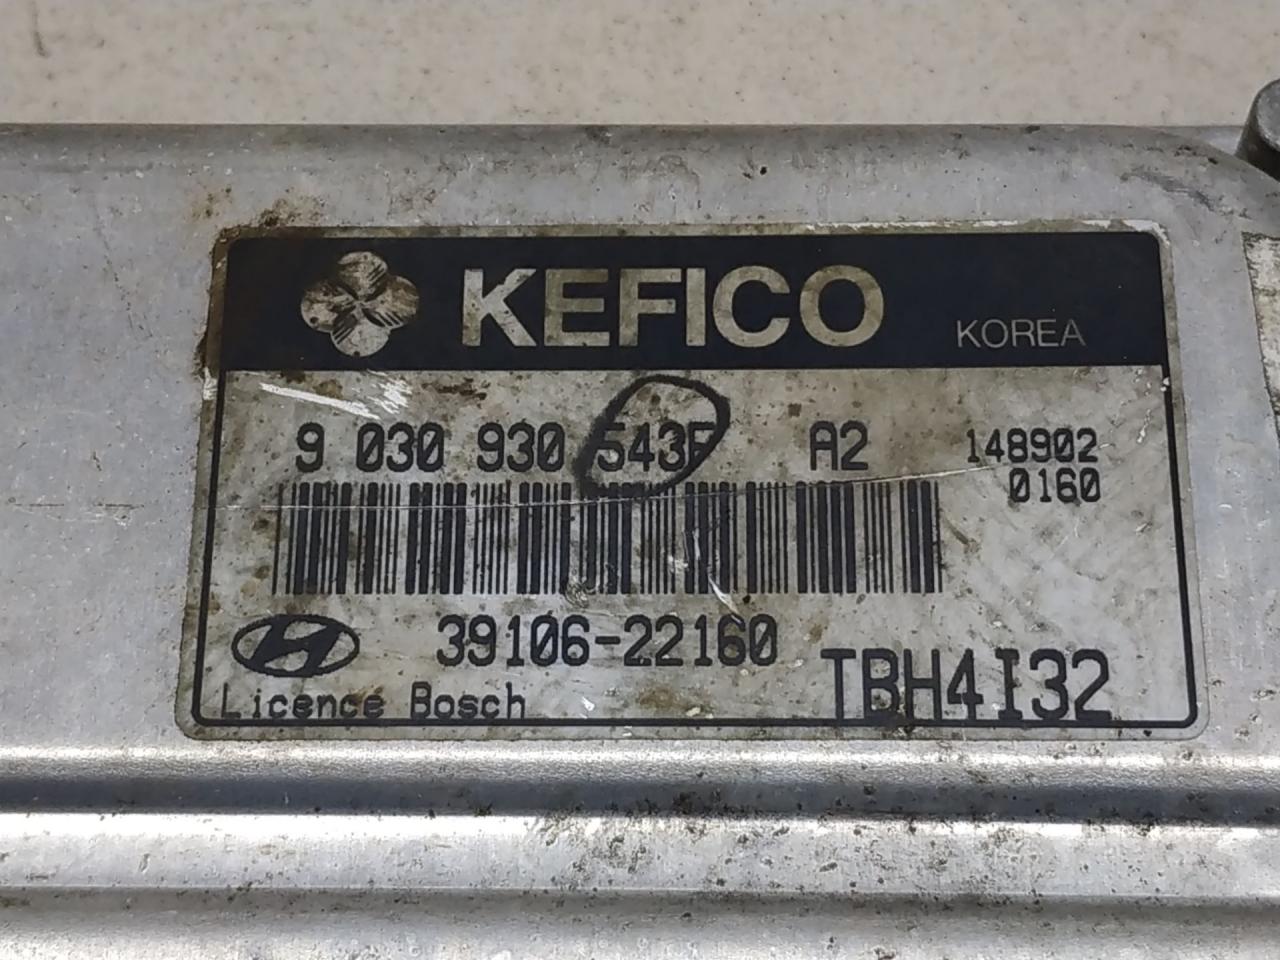 KEFICO KOREA
9 030 930 543F A2 148902
0160
39106-22160
Licence Bosch TBH4I32